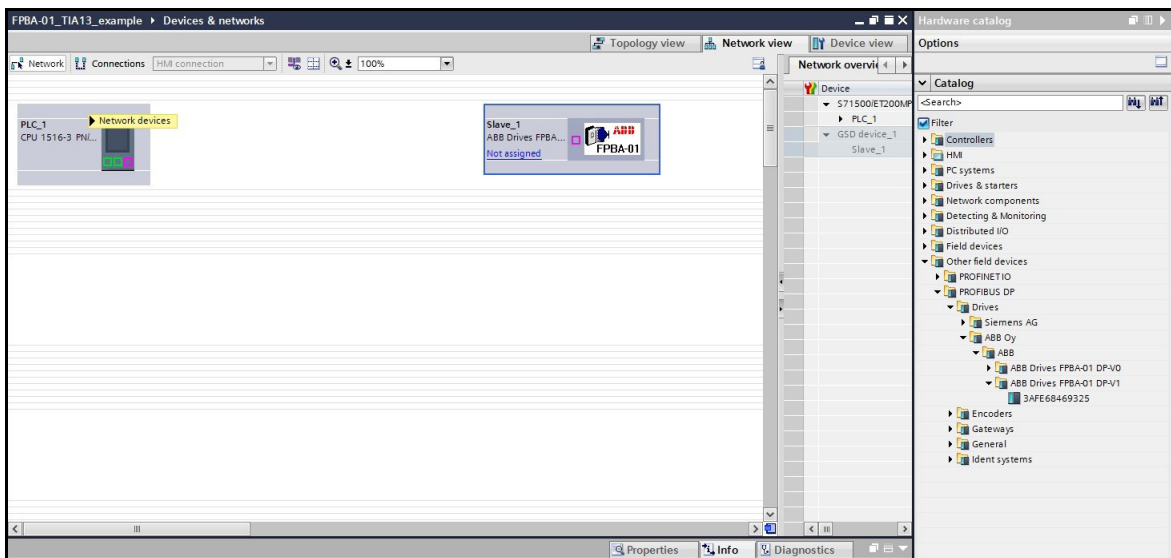 FPBA-01_TIA13_example ▸ Devices & networks
Hardware catalog
Topology view
Network view
Device view
Options
Network
Connections
HMI connection
100%
Network overvi
Catalog
<Search>
Filter
PLC_1
CPU 1516-3 PN/...
Network devices
Slave_1
ABB Drives FPBA...
Not assigned
ABB
FPBA-01
Device
S71500/ET200MP
PLC_1
GSD device_1
Slave_1
Controllers
HMI
PC systems
Drives & starters
Network components
Detecting & Monitoring
Distributed I/O
Field devices
Other field devices
PROFINET IO
PROFIBUS DP
Drives
Siemens AG
ABB Oy
ABB
ABB Drives FPBA-01 DP-V0
ABB Drives FPBA-01 DP-V1
3AFE68469325
Encoders
Gateways
General
Ident systems
Properties
Info
Diagnostics